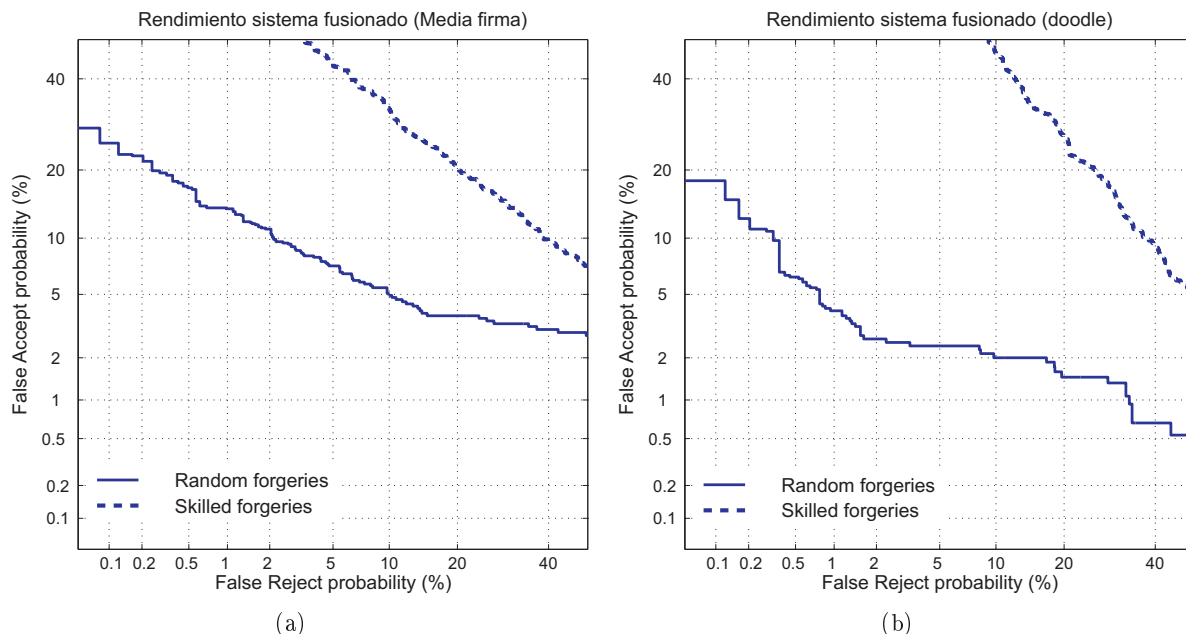 Rendimiento sistema fusionado (Media firma)
False Accept probability (%)
40
20
10
5
2
1
0.5
0.2
0.1
Random forgeries
Skilled forgeries
0.1 0.2 0.5 1 2 5 10 20 40
False Reject probability (%)
(a)
Rendimiento sistema fusionado (doodle)
False Accept probability (%)
40
20
10
5
2
1
0.5
0.2
0.1
Random forgeries
Skilled forgeries
0.1 0.2 0.5 1 2 5 10 20 40
False Reject probability (%)
(b)